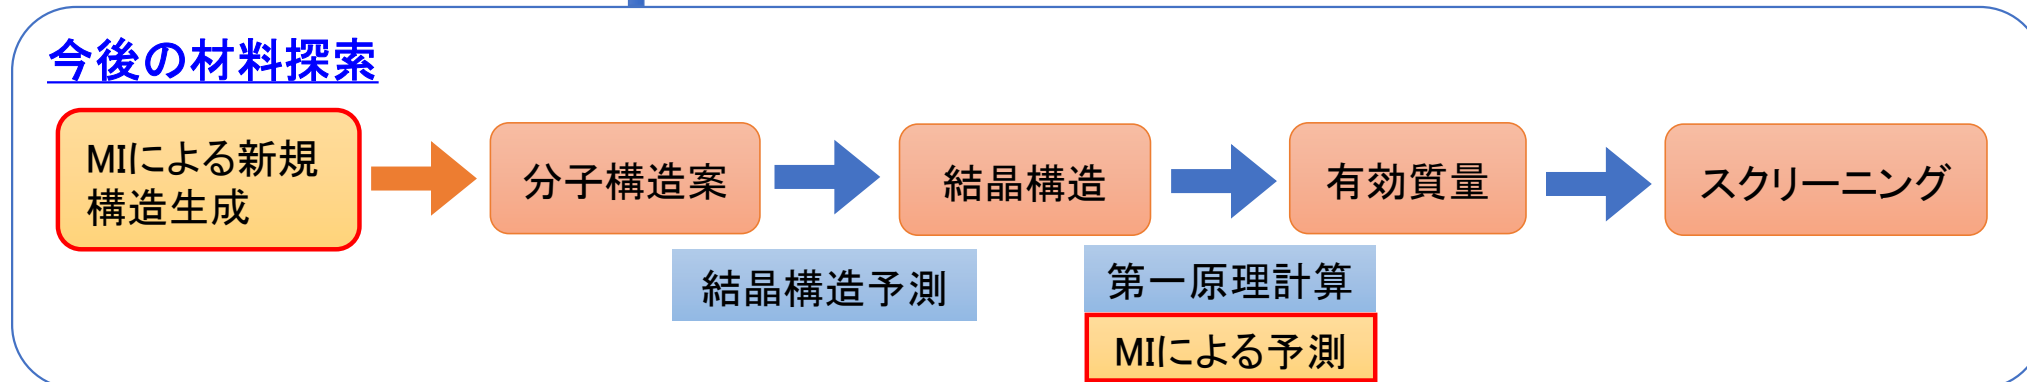 今後の材料探索
MIによる新規
構造生成
分子構造案
結晶構造
有効質量
スクリーニング
結晶構造予測
第一原理計算
MIによる予測